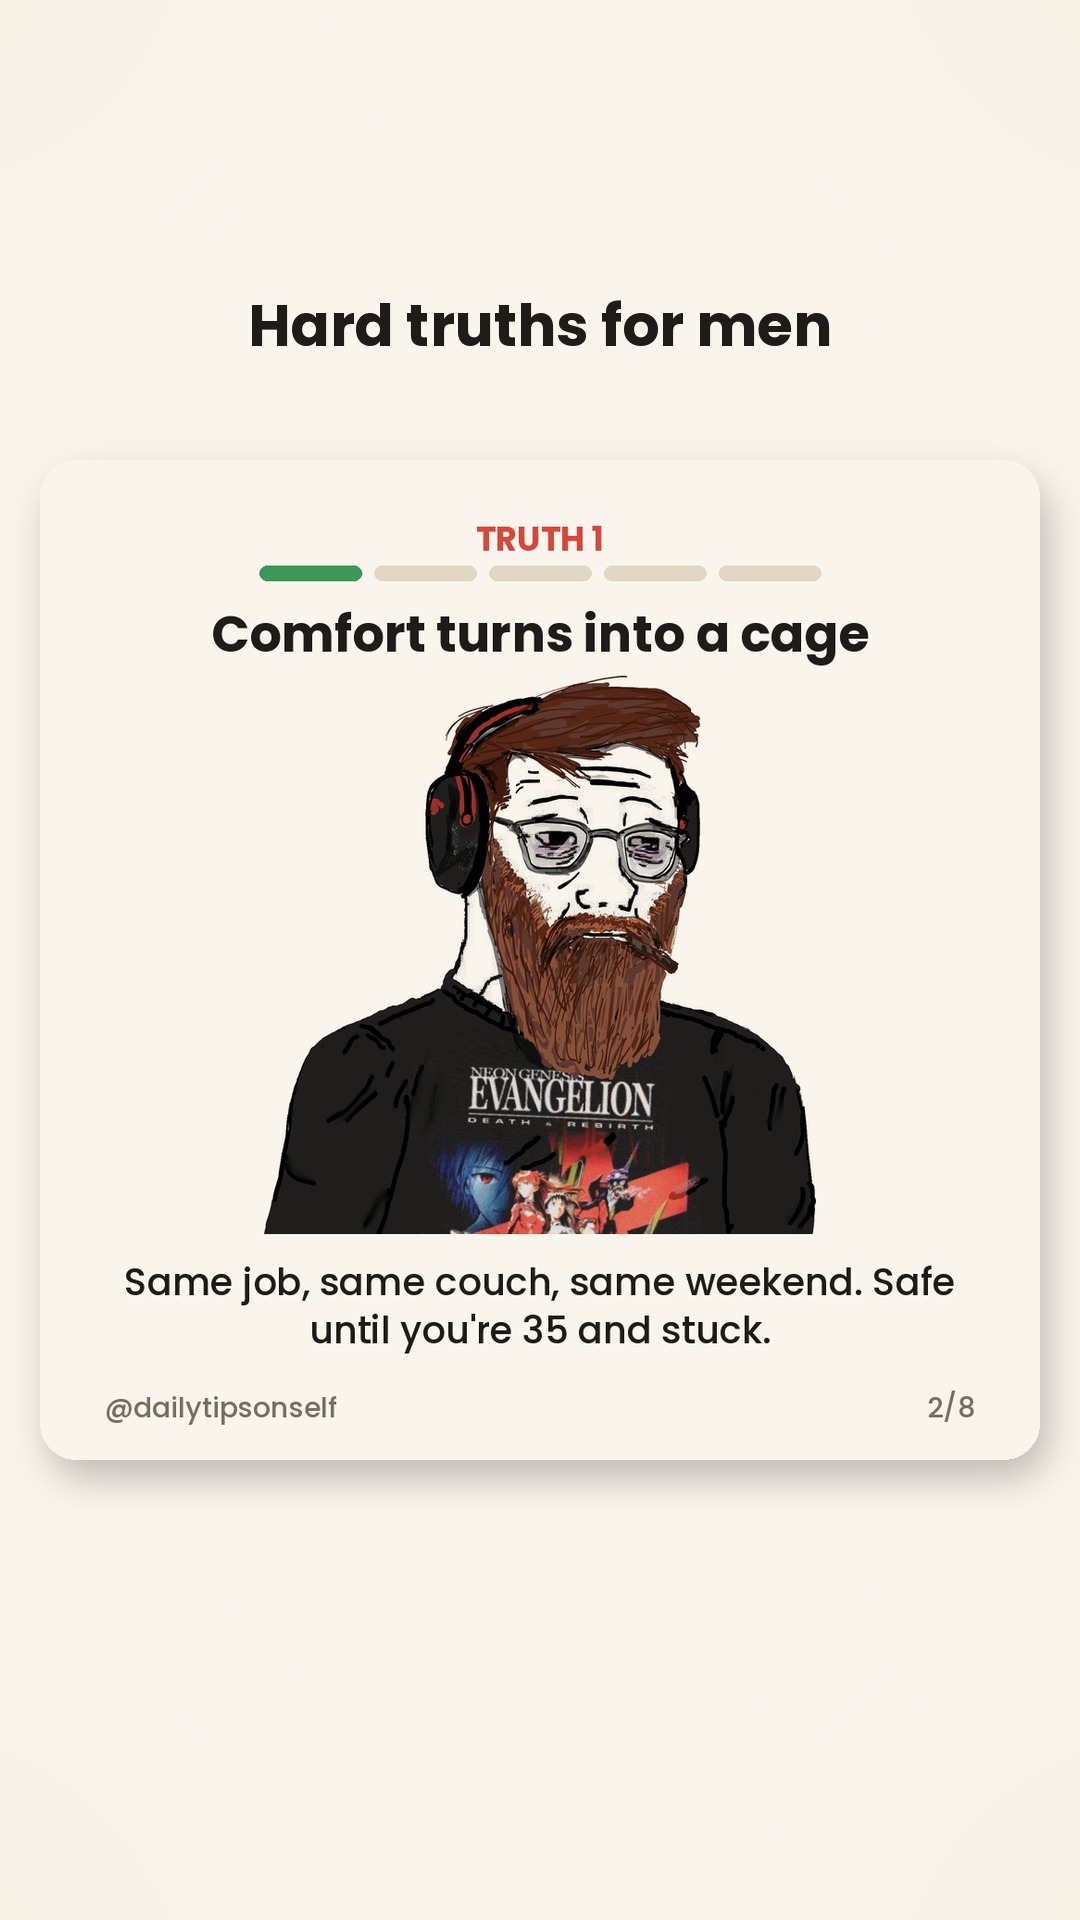 Hard truths for men
TRUTH 1
Comfort turns into a cage
NEON GENESIS
EVANGELION
DEATH & REBIRTH
Same job, same couch, same weekend. Safe
until you're 35 and stuck.
@dailytipsonself
2/8